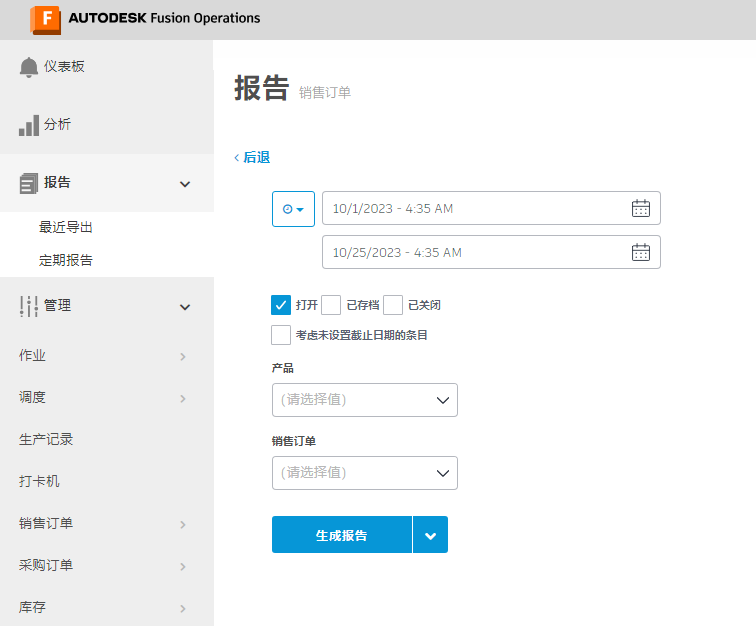 F AUTODESK Fusion Operations
仪表板
分析
报告
最近导出
定期报告
管理
作业
调度
生产记录
打卡机
销售订单
采购订单
库存
报告 销售订单
‹ 后退
10/1/2023 - 4:35 AM
10/25/2023 - 4:35 AM
打开 已存档 已关闭
考虑未设置截止日期的条目
产品
(请选择值)
销售订单
(请选择值)
生成报告